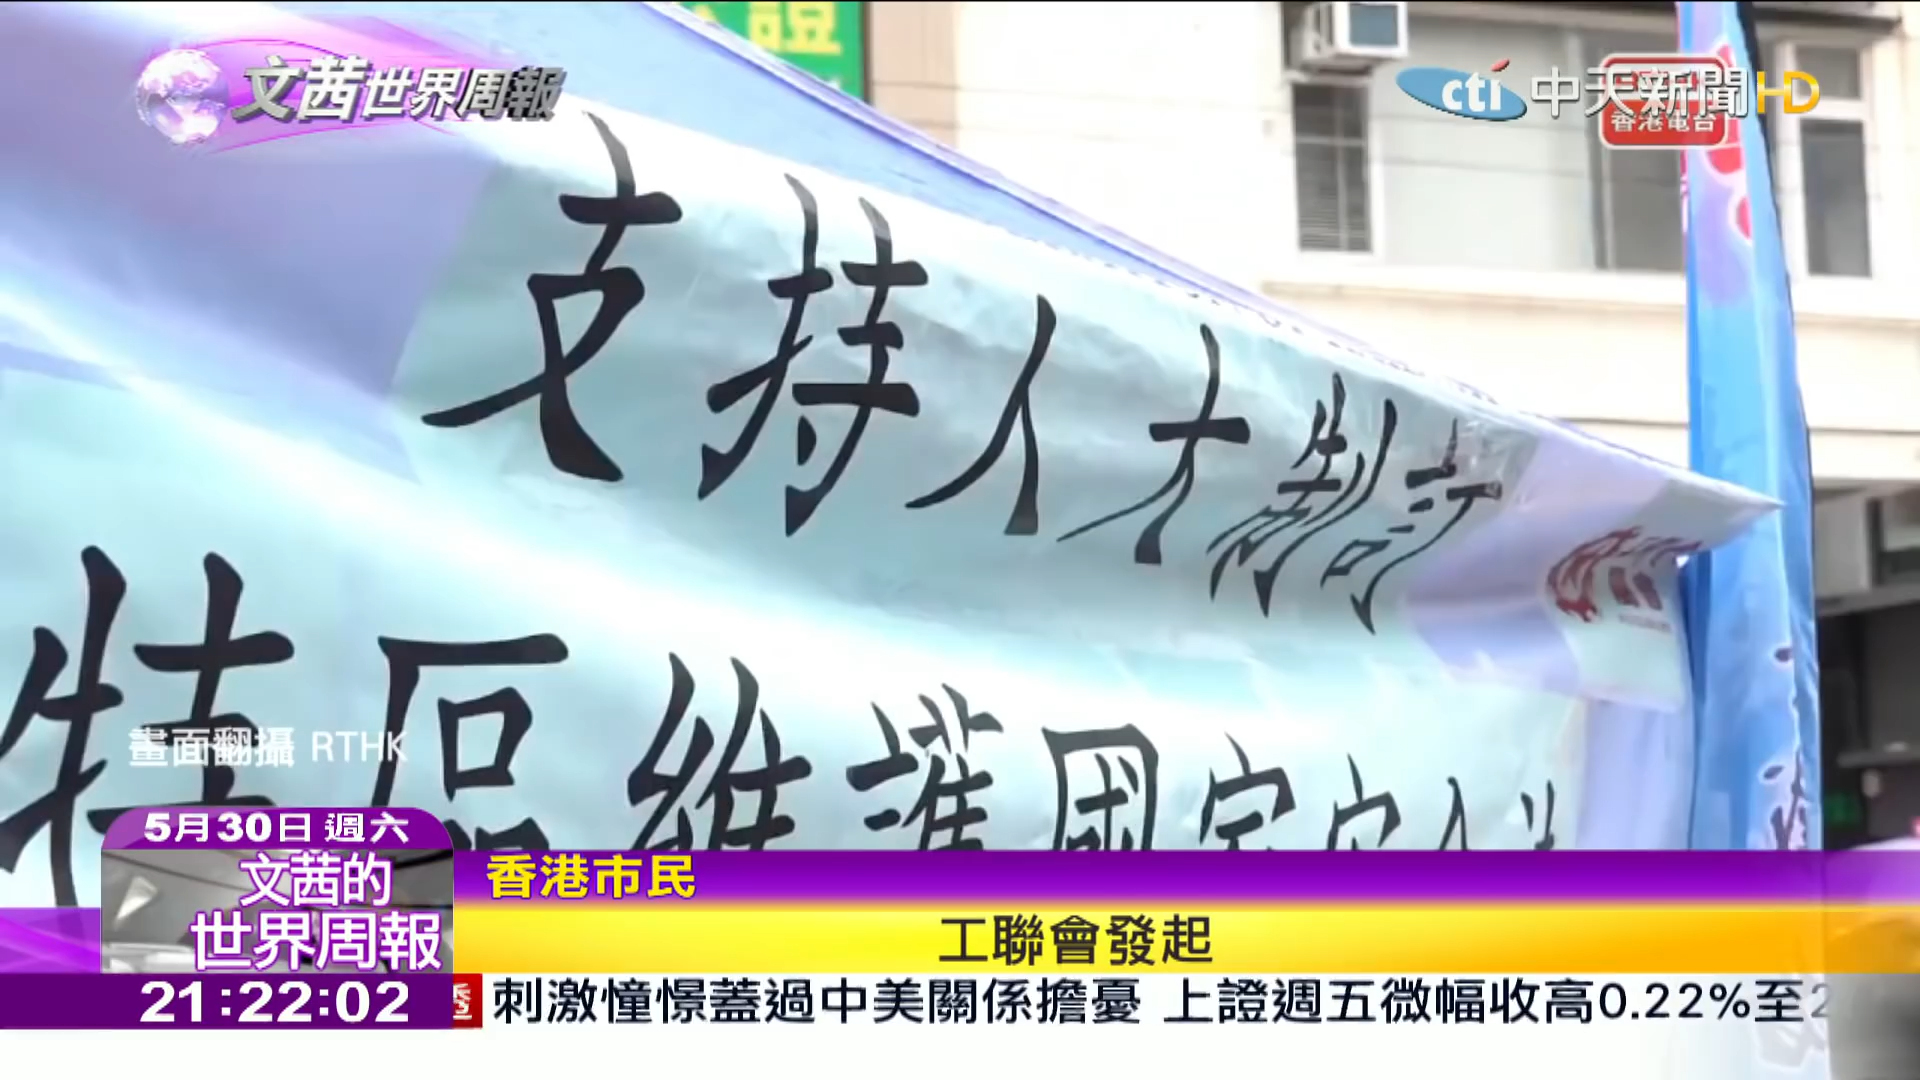 證
文茜世界周報
cti 中天新聞HD
香港電台
支持人大制訂
特區維護國家安全法
畫面翻攝 RTHK
5月30日 週六
文茜的
世界周報
香港市民
工聯會發起
21:22:02
透 刺激憧憬蓋過中美關係擔憂 上證週五微幅收高0.22%至2